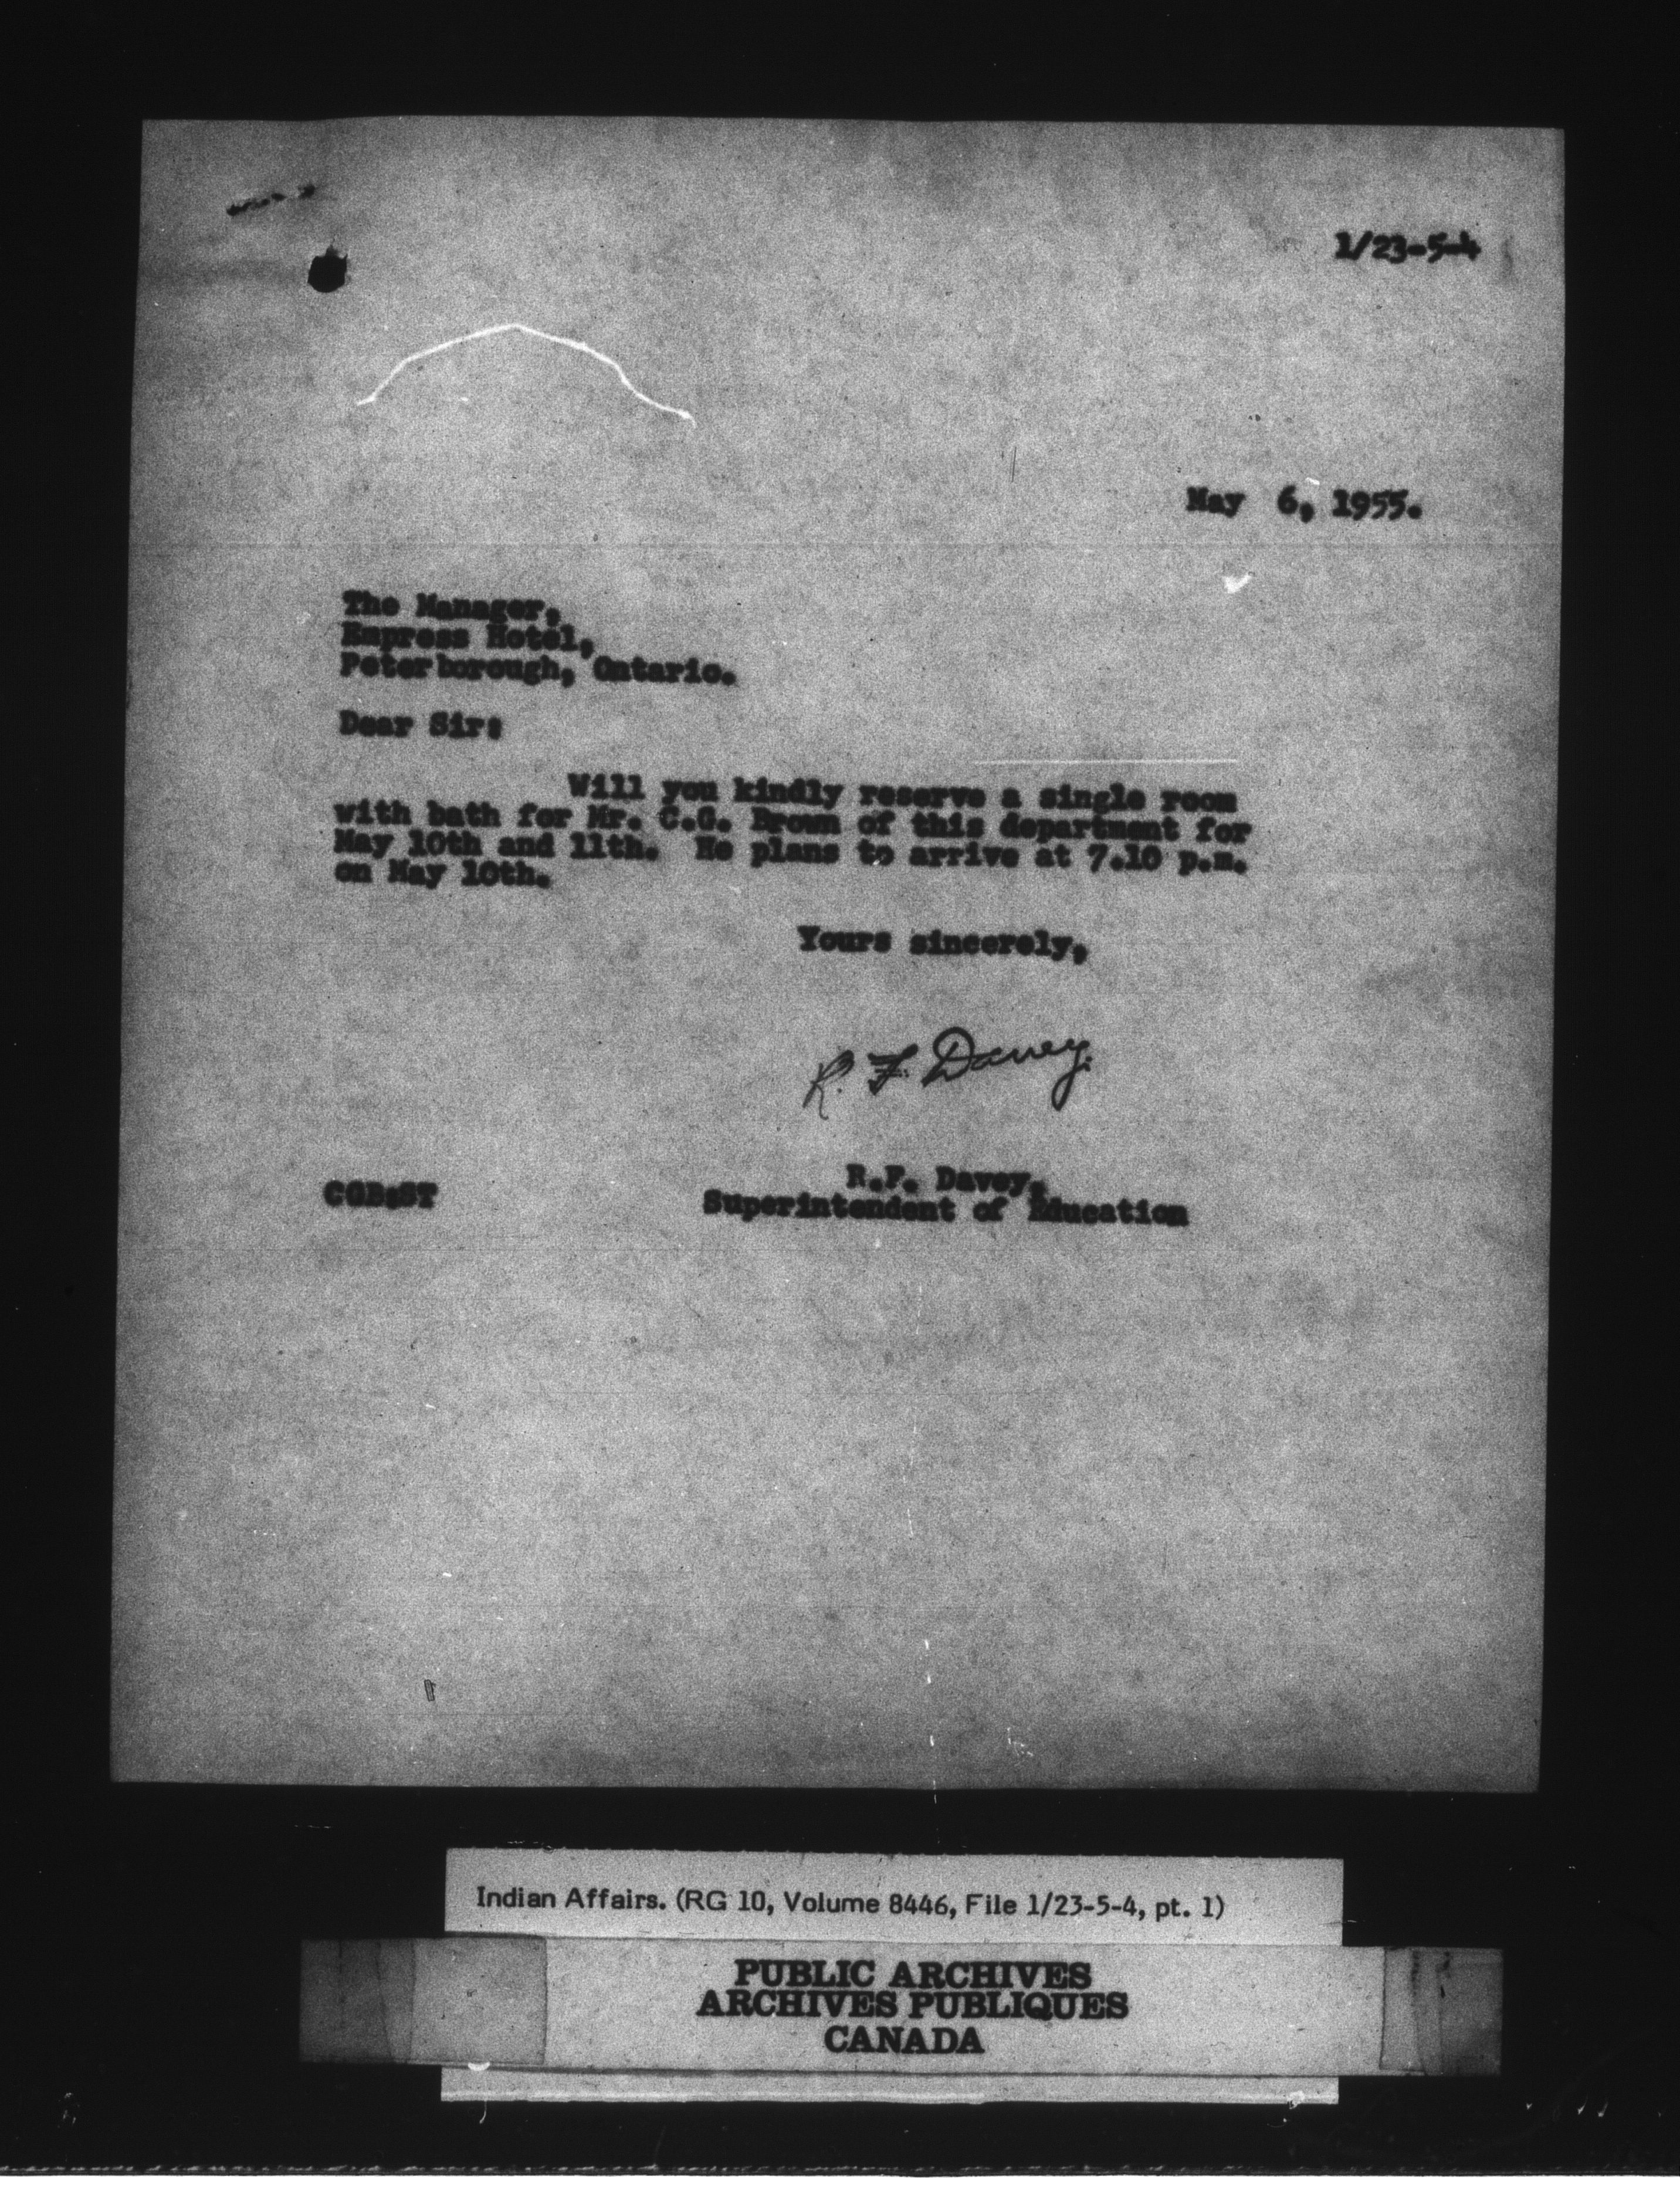 1/23-5-4
May 6, 1955.
The Manager,
Empress Hotel,
Peterborough, Ontario.
Dear Sir:
Will you kindly reserve a single room
with bath for Mr. C.G. Brown of this department for
May 10th and 11th. He plans to arrive at 7.10 p.m.
on May 10th.
Yours sincerely,
R. F. Davey.
R.F. Davey,
CGB:ST Superintendent of Education
Indian Affairs. (RG 10, Volume 8446, File 1/23-5-4, pt. 1)
PUBLIC ARCHIVES
ARCHIVES PUBLIQUES
CANADA